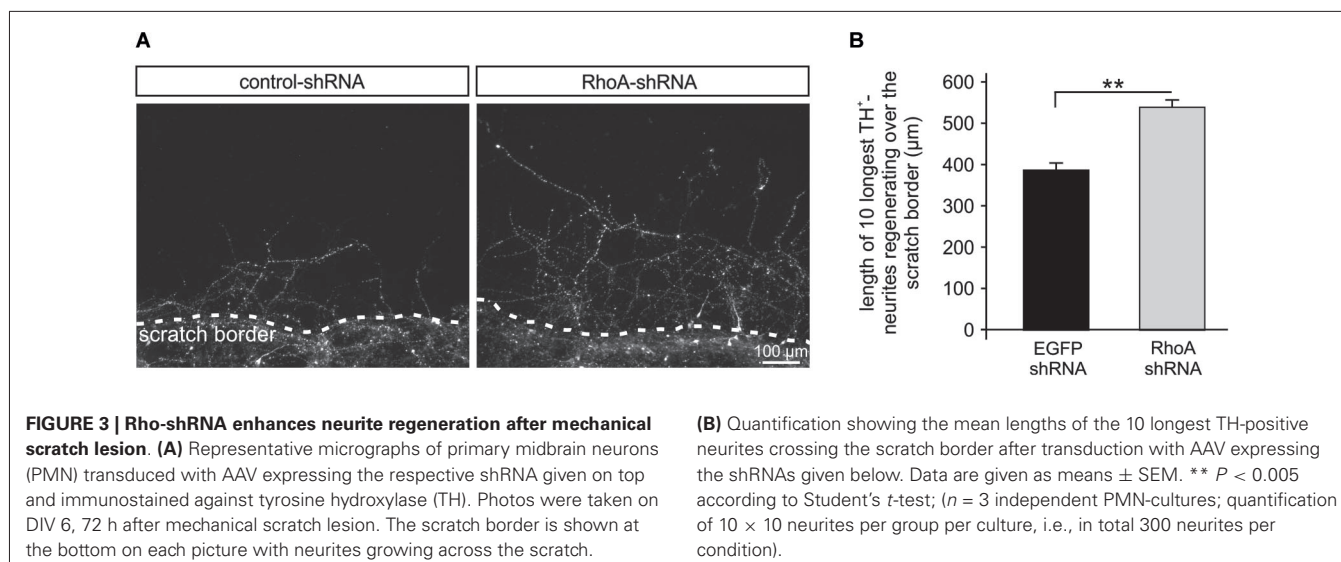 A
control-shRNA
RhoA-shRNA
scratch border
100 µm
B
length of 10 longest TH⁺-
neurites regenerating over the
scratch border (µm)
600
500
400
300
200
100
0
**
EGFP
shRNA
RhoA
shRNA
FIGURE 3 | Rho-shRNA enhances neurite regeneration after mechanical
scratch lesion. (A) Representative micrographs of primary midbrain neurons
(PMN) transduced with AAV expressing the respective shRNA given on top
and immunostained against tyrosine hydroxylase (TH). Photos were taken on
DIV 6, 72 h after mechanical scratch lesion. The scratch border is shown at
the bottom on each picture with neurites growing across the scratch.
(B) Quantification showing the mean lengths of the 10 longest TH-positive
neurites crossing the scratch border after transduction with AAV expressing
the shRNAs given below. Data are given as means ± SEM. ** P < 0.005
according to Student's t-test; (n = 3 independent PMN-cultures; quantification
of 10 × 10 neurites per group per culture, i.e., in total 300 neurites per
condition).